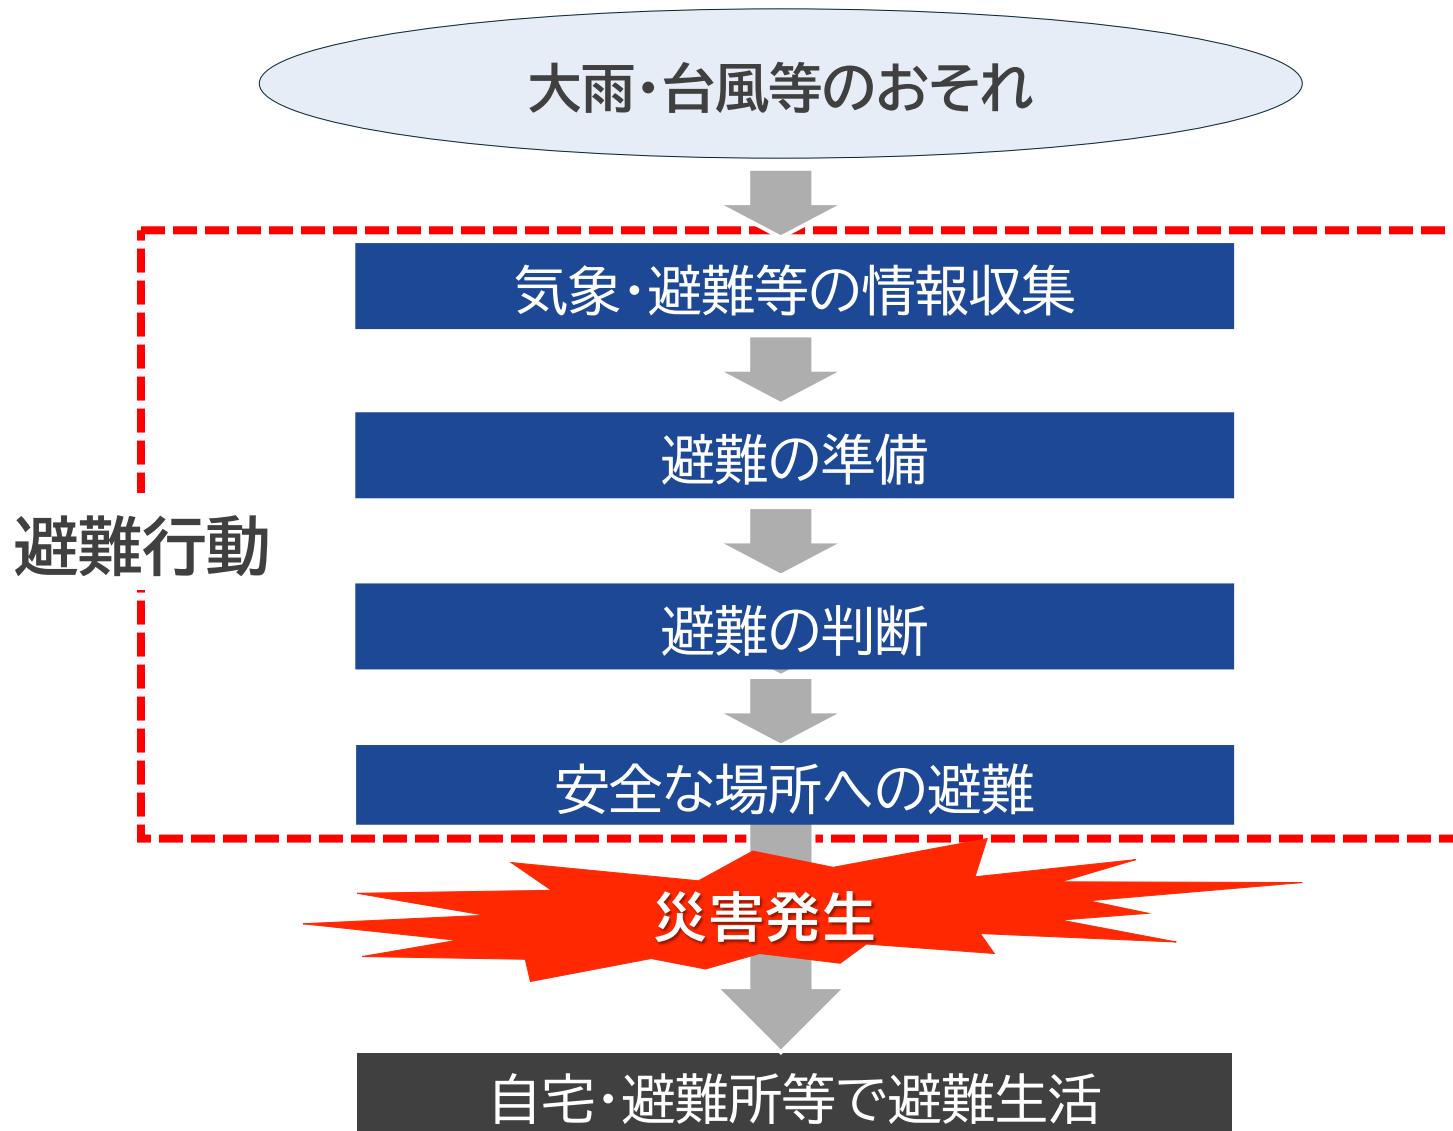 大雨・台風等のおそれ
気象・避難等の情報収集
避難の準備
避難行動
避難の判断
安全な場所への避難
災害発生
自宅・避難所等で避難生活